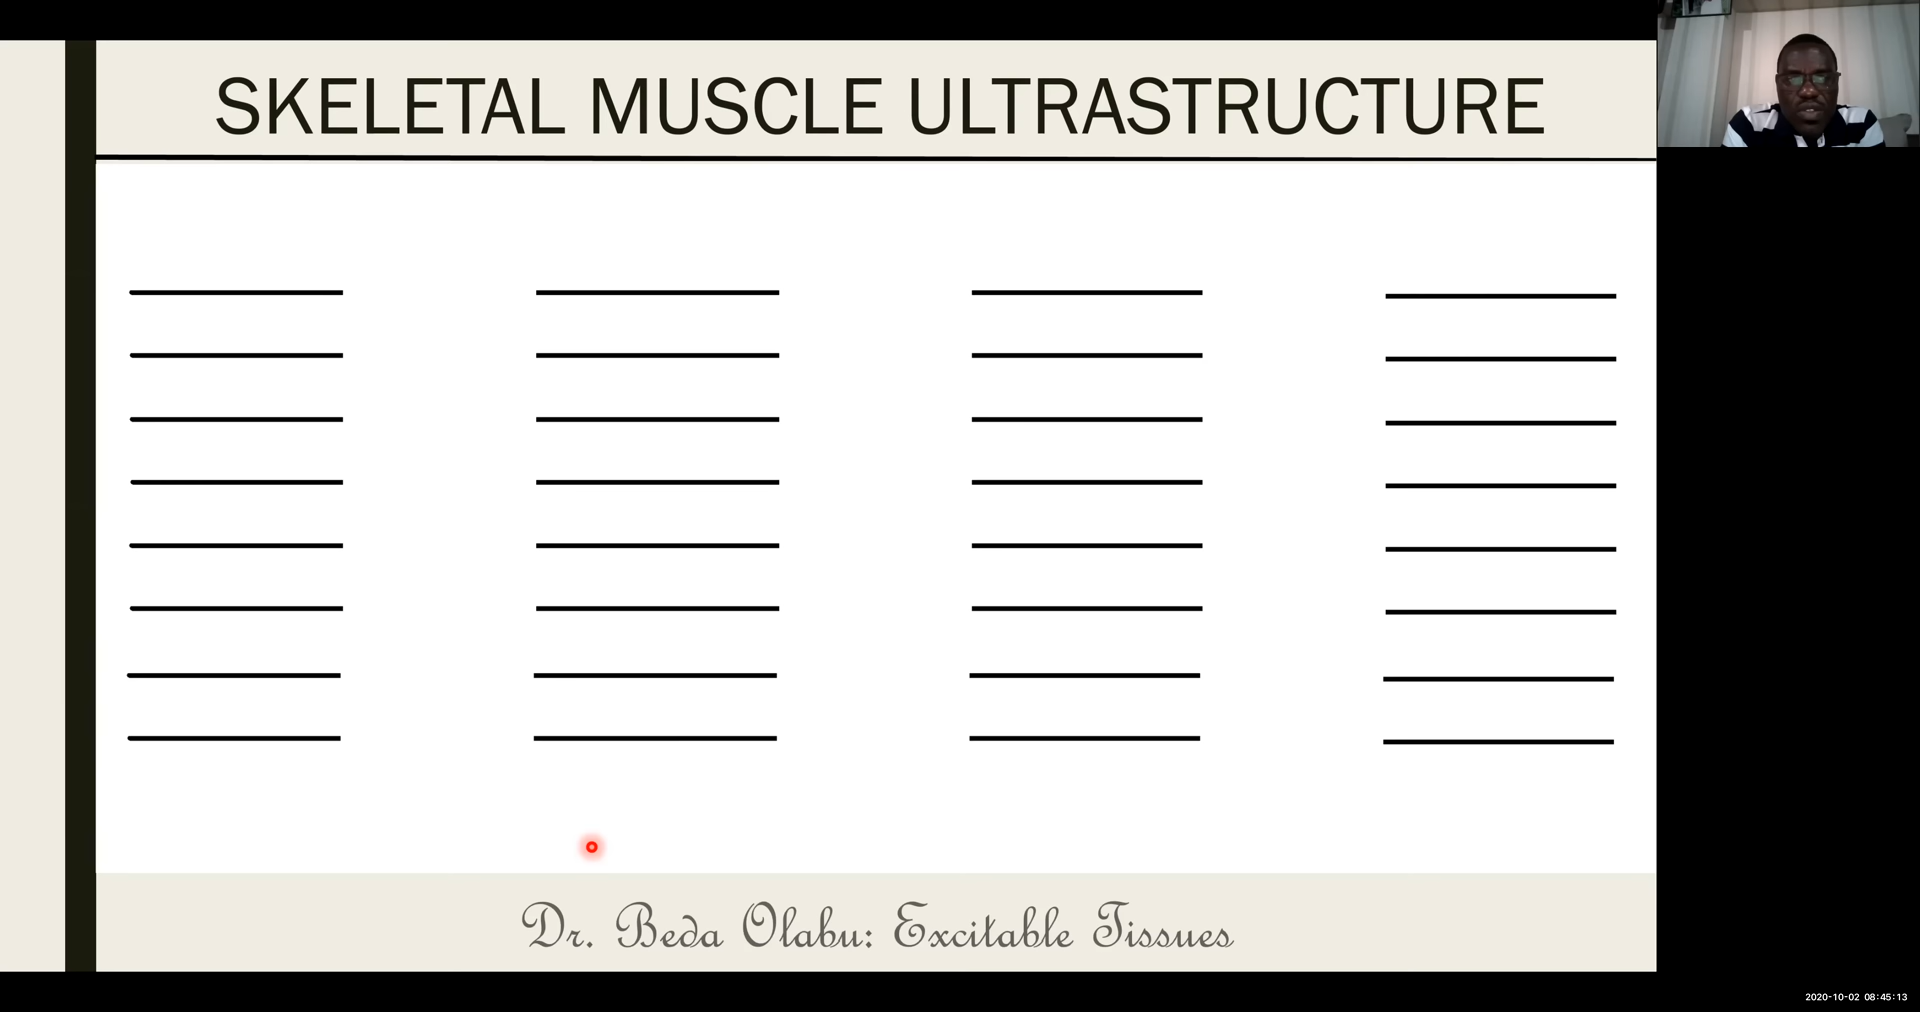 SKELETAL MUSCLE ULTRASTRUCTURE
Dr. Beda Olabu: Excitable Tissues
2020-10-02 08:45:13